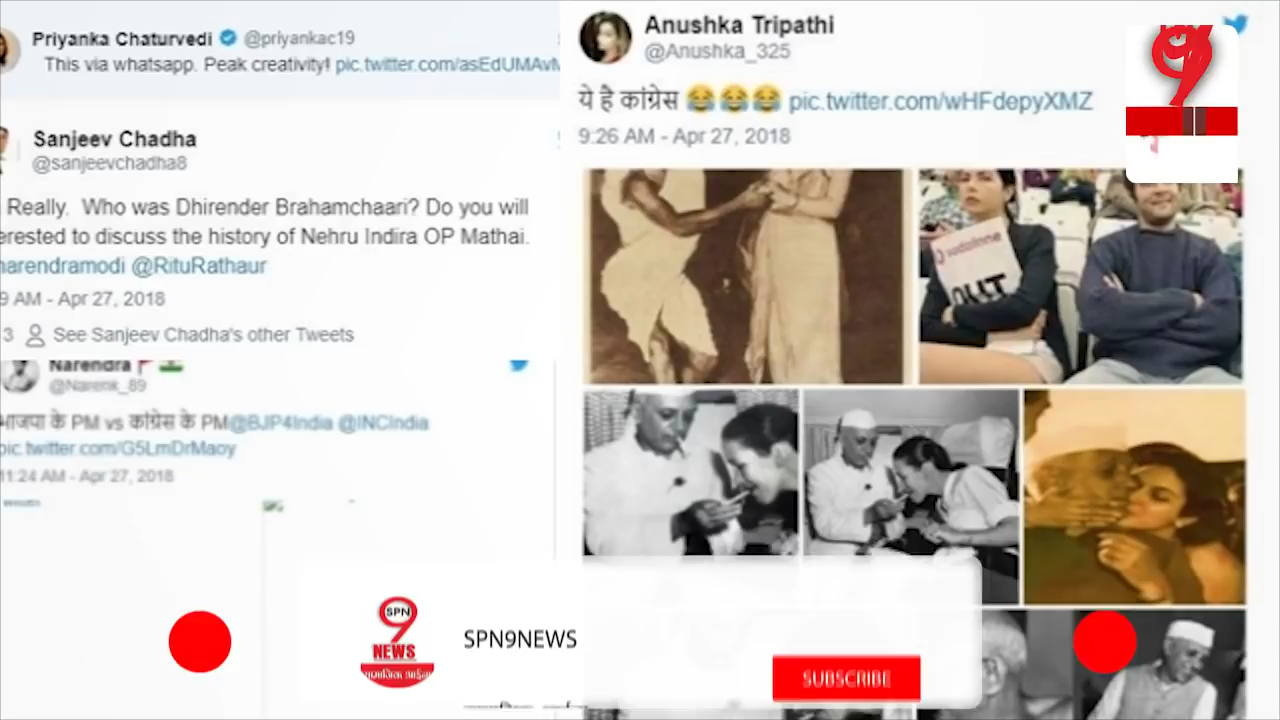 Priyanka Chaturvedi @priyankac19
This via whatsapp. Peak creativity! pic.twitter.com/asEdUMAvM
Sanjeev Chadha
@sanjeevchadha8
Really. Who was Dhirender Brahamchaari? Do you will
erested to discuss the history of Nehru Indira OP Mathai.
narendramodi @RituRathaur
9 AM - Apr 27, 2018
3 See Sanjeev Chadha's other Tweets
Narendra
@Narenk_89
भाजपा के PM vs कांग्रेस के PM@BJP4India @INCIndia
pic.twitter.com/G5LmDrMaoy
11:24 AM - Apr 27, 2018
Anushka Tripathi
@Anushka_325
ये है कांग्रेस 😂😂😂 pic.twitter.com/wHFdepyXMZ
9:26 AM - Apr 27, 2018
vodafone
OUT
9
SPN
9
NEWS
सामाजिक आईना
SPN9NEWS
SUBSCRIBE